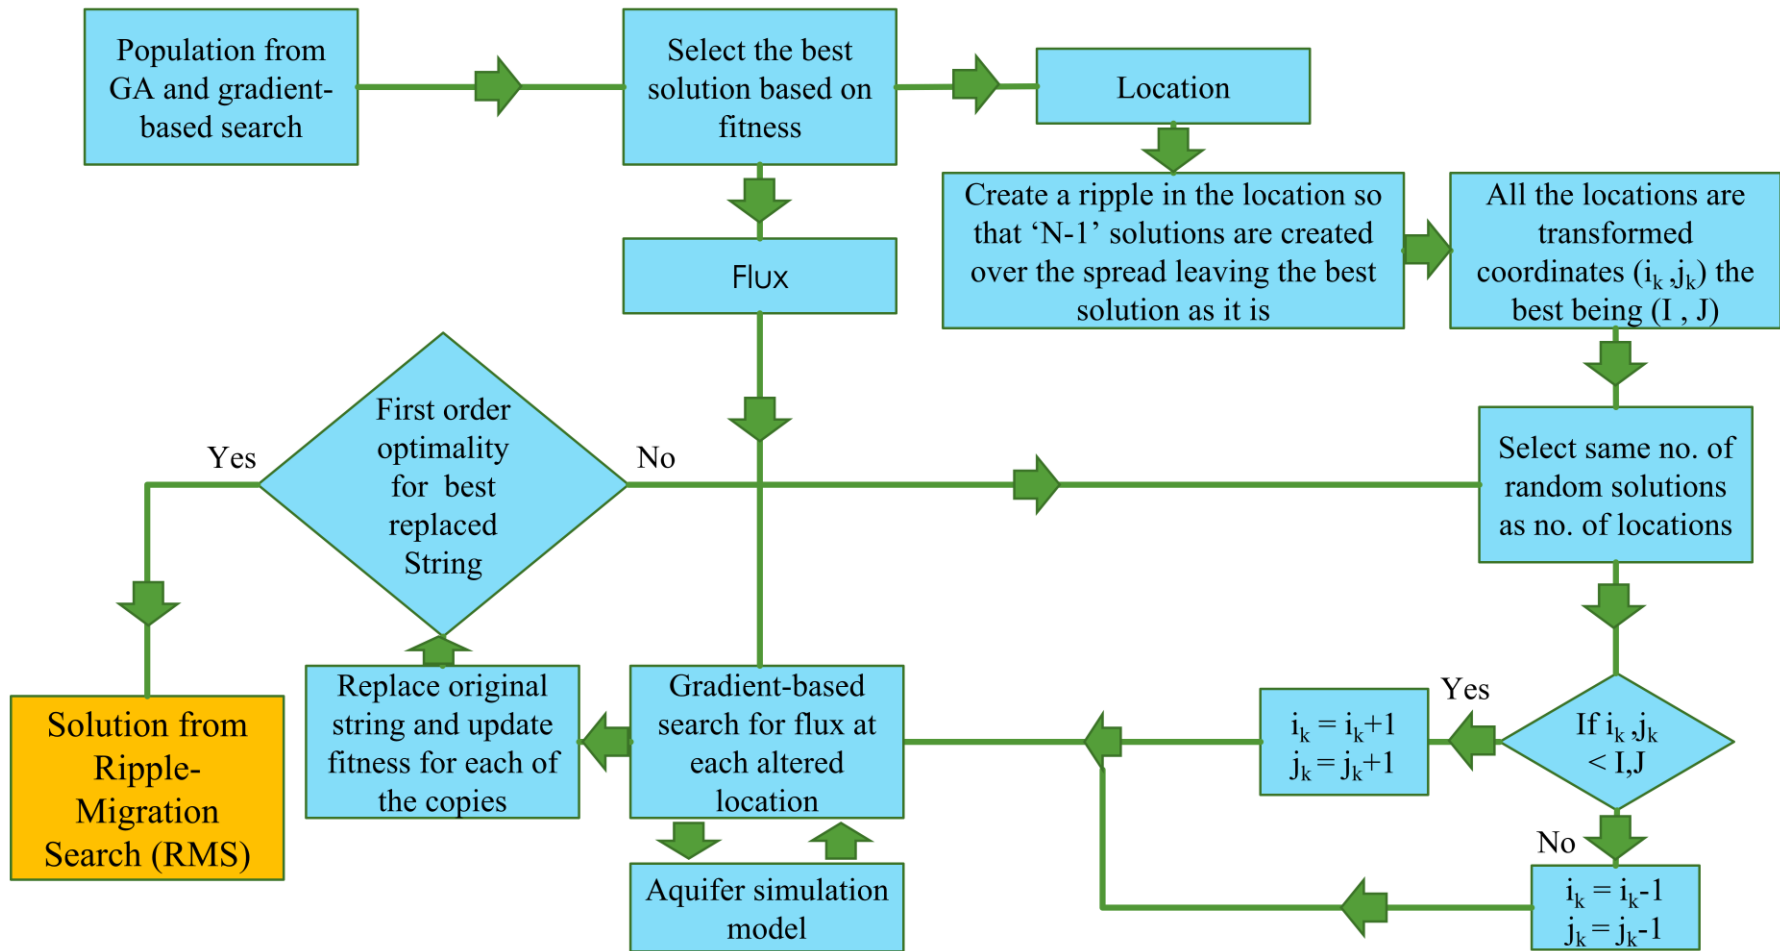 Population from
GA and gradient-
based search
Select the best
solution based on
fitness
Location
Create a ripple in the location so
that ‘N-1’ solutions are created
over the spread leaving the best
solution as it is
All the locations are
transformed
coordinates (iₖ ,jₖ) the
best being (I , J)
Flux
First order
optimality
for best
replaced
String
Yes
No
Select same no. of
random solutions
as no. of locations
If iₖ ,jₖ
< I,J
Yes
No
iₖ = iₖ+1
jₖ = jₖ+1
iₖ = iₖ-1
jₖ = jₖ-1
Gradient-based
search for flux at
each altered
location
Aquifer simulation
model
Replace original
string and update
fitness for each of
the copies
Solution from
Ripple-
Migration
Search (RMS)